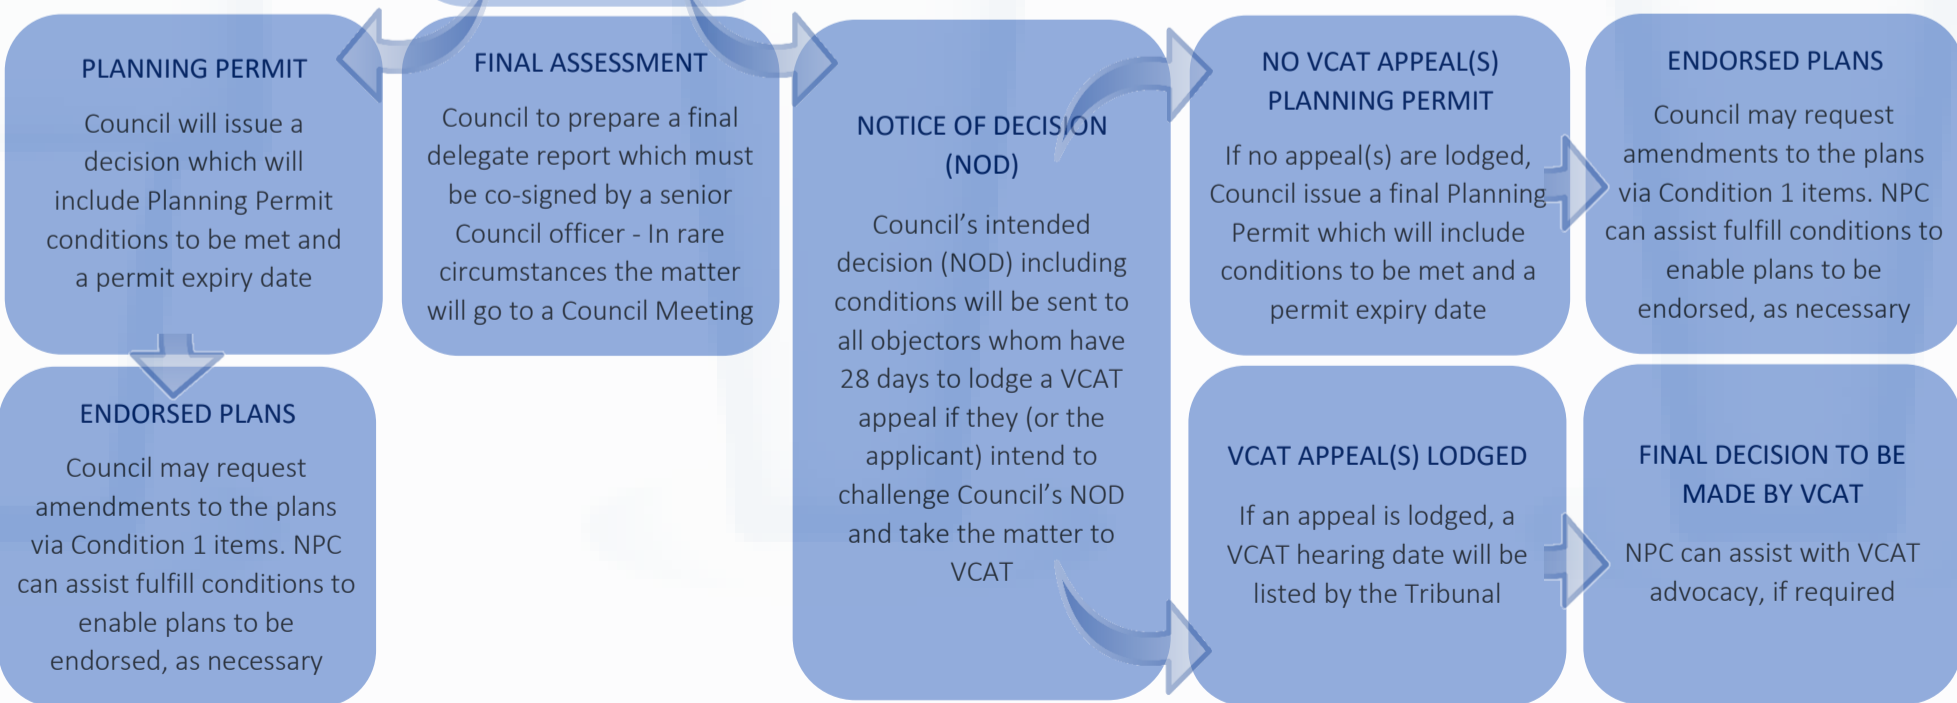 PLANNING PERMIT
Council will issue a
decision which will
include Planning Permit
conditions to be met and
a permit expiry date
ENDORSED PLANS
Council may request
amendments to the plans
via Condition 1 items. NPC
can assist fulfill conditions to
enable plans to be
endorsed, as necessary
FINAL ASSESSMENT
Council to prepare a final
delegate report which must
be co-signed by a senior
Council officer - In rare
circumstances the matter
will go to a Council Meeting
NOTICE OF DECISION
(NOD)
Council’s intended
decision (NOD) including
conditions will be sent to
all objectors whom have
28 days to lodge a VCAT
appeal if they (or the
applicant) intend to
challenge Council’s NOD
and take the matter to
VCAT
NO VCAT APPEAL(S)
PLANNING PERMIT
If no appeal(s) are lodged,
Council issue a final Planning
Permit which will include
conditions to be met and a
permit expiry date
ENDORSED PLANS
Council may request
amendments to the plans
via Condition 1 items. NPC
can assist fulfill conditions to
enable plans to be
endorsed, as necessary
VCAT APPEAL(S) LODGED
If an appeal is lodged, a
VCAT hearing date will be
listed by the Tribunal
FINAL DECISION TO BE
MADE BY VCAT
NPC can assist with VCAT
advocacy, if required